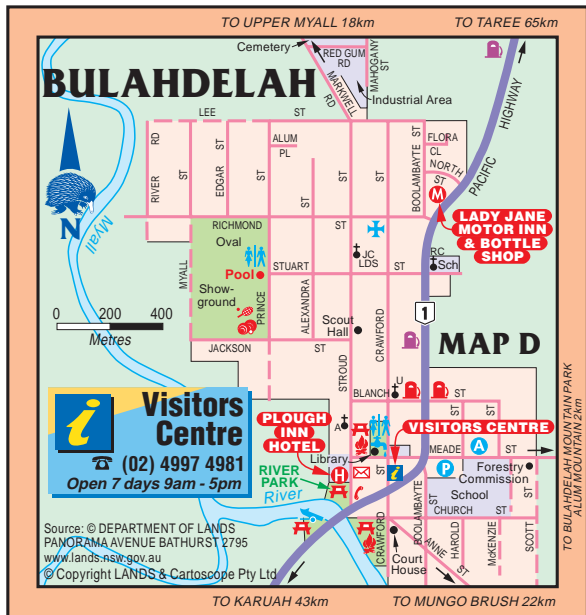 TO UPPER MYALL 18km
TO TAREE 65km
BULAHDELAH
Cemetery
RED GUM
RD
MAHOGANY
ST
MARKWELL
RD
Industrial Area
HIGHWAY
PACIFIC
LEE
ST
RIVER
RD
EDGAR
ST
ALUM
PL
ST
ST
ST
BOOLAMBAYTE
ST
FLORA
CL
NORTH
ST
M
LADY JANE
MOTOR INN
& BOTTLE
SHOP
N
Myall
RICHMOND
ST
Oval
Pool
Show-
ground
MYALL
ST
PRINCE
STUART
ST
JC
LDS
RC
Sch
ALEXANDRA
Scout
Hall
CRAWFORD
1
MAP D
0
200
400
Metres
JACKSON
ST
STROUD
BLANCH
U
A
ST
ST
ST
i
Visitors
Centre
(02) 4997 4981
Open 7 days 9am - 5pm
PLOUGH
INN
HOTEL
VISITORS CENTRE
Library
H
ST
i
MEADE
ST
A
P
Forestry
Commission
RIVER
PARK
River
School
CHURCH
ST
ST
BOOLAMBAYTE
CRAWFORD
Court
House
ANNE
ST
HAROLD
McKENZIE
SCOTT
ST
TO BULAHDELAH MOUNTAIN PARK
ALUM MOUNTAIN 2km
Source: © DEPARTMENT OF LANDS
PANORAMA AVENUE BATHURST 2795
www.lands.nsw.gov.au
© Copyright LANDS & Cartoscope Pty Ltd
TO KARUAH 43km
TO MUNGO BRUSH 22km